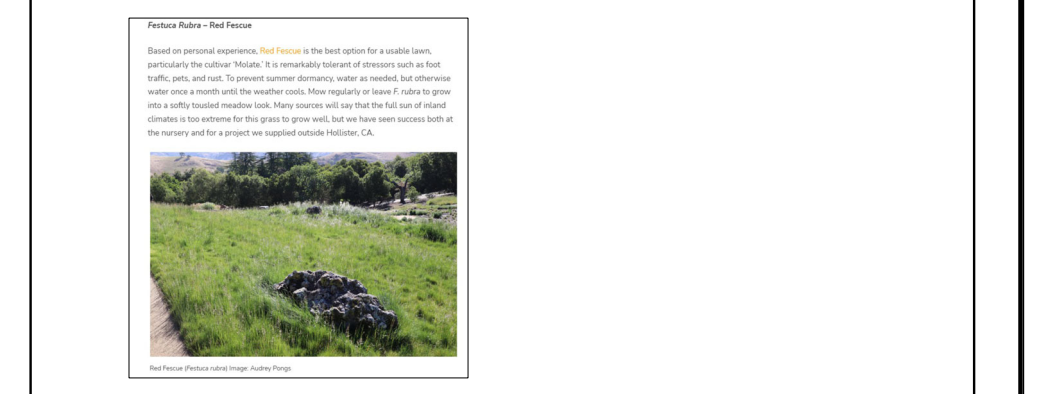 Festuca Rubra – Red Fescue
Based on personal experience, Red Fescue is the best option for a usable lawn,
particularly the cultivar ‘Molate.’ It is remarkably tolerant of stressors such as foot
traffic, pets, and rust. To prevent summer dormancy, water as needed, but otherwise
water once a month until the weather cools. Mow regularly or leave F. rubra to grow
into a softly tousled meadow look. Many sources will say that the full sun of inland
climates is too extreme for this grass to grow well, but we have seen success both at
the nursery and for a project we supplied outside Hollister, CA.
Red Fescue (Festuca rubra) Image: Audrey Pongs